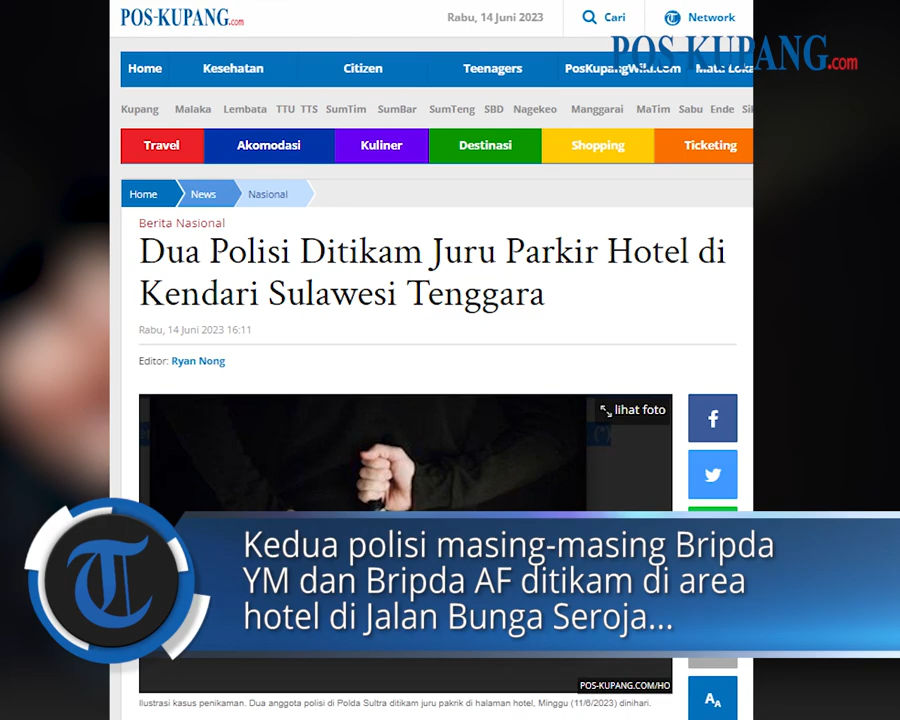 POS-KUPANG.com
Rabu, 14 Juni 2023
Cari
Network
POS-KUPANG.com
Home Kesehatan Citizen Teenagers PosKupangWiki.com
Kupang Malaka Lembata TTU TTS SumTim SumBar SumTeng SBD Nagekeo Manggarai MaTim Sabu Ende
Travel Akomodasi Kuliner Destinasi Shopping Ticketing
Home News Nasional
Berita Nasional
Dua Polisi Ditikam Juru Parkir Hotel di
Kendari Sulawesi Tenggara
Rabu, 14 Juni 2023 16:11
Editor: Ryan Nong
lihat foto
Kedua polisi masing-masing Bripda
YM dan Bripda AF ditikam di area
hotel di Jalan Bunga Seroja...
POS-KUPANG.COM/HO
Ilustrasi kasus penikaman. Dua anggota polisi di Polda Sultra ditikam juru pakrik di halaman hotel, Minggu (11/6/2023) dinihari.
AA